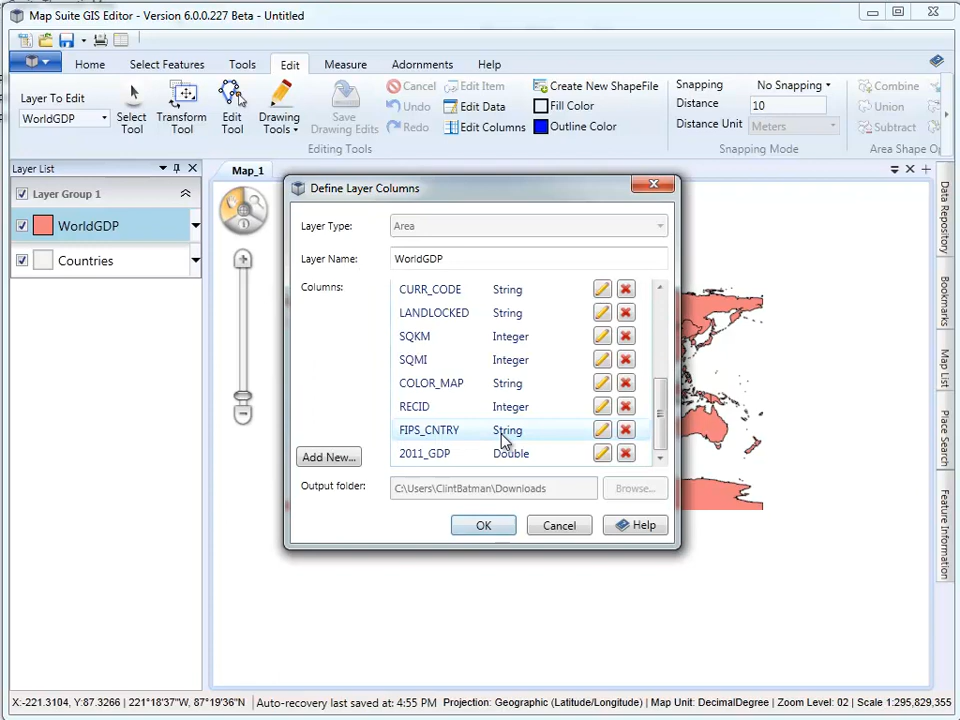 Map Suite GIS Editor - Version 6.0.0.227 Beta - Untitled
Home Select Features Tools Edit Measure Adornments Help
Layer To Edit
WorldGDP
Select Tool
Transform Tool
Edit Tool
Drawing Tools
Save Drawing Edits
Cancel
Undo
Redo
Edit Item
Edit Data
Edit Columns
Create New ShapeFile
Fill Color
Outline Color
Editing Tools
Snapping No Snapping
Distance 10
Distance Unit Meters
Snapping Mode
Combine
Union
Subtract
Area Shape Op
Layer List
Layer Group 1
WorldGDP
Countries
Map_1
Define Layer Columns
Layer Type: Area
Layer Name: WorldGDP
Columns:
CURR_CODE String
LANDLOCKED String
SQKM Integer
SQMI Integer
COLOR_MAP String
RECID Integer
FIPS_CNTRY String
2011_GDP Double
Add New...
Output folder: C:\Users\ClintBatman\Downloads Browse...
OK Cancel Help
Data Repository
Bookmarks
Map List
Place Search
Feature Information
X:-221.3104, Y:87.3266 | 221°18'37"W, 87°19'36"N Auto-recovery last saved at: 4:55 PM Projection: Geographic (Latitude/Longitude) | Map Unit: DecimalDegree | Zoom Level: 02 | Scale 1:295,829,355